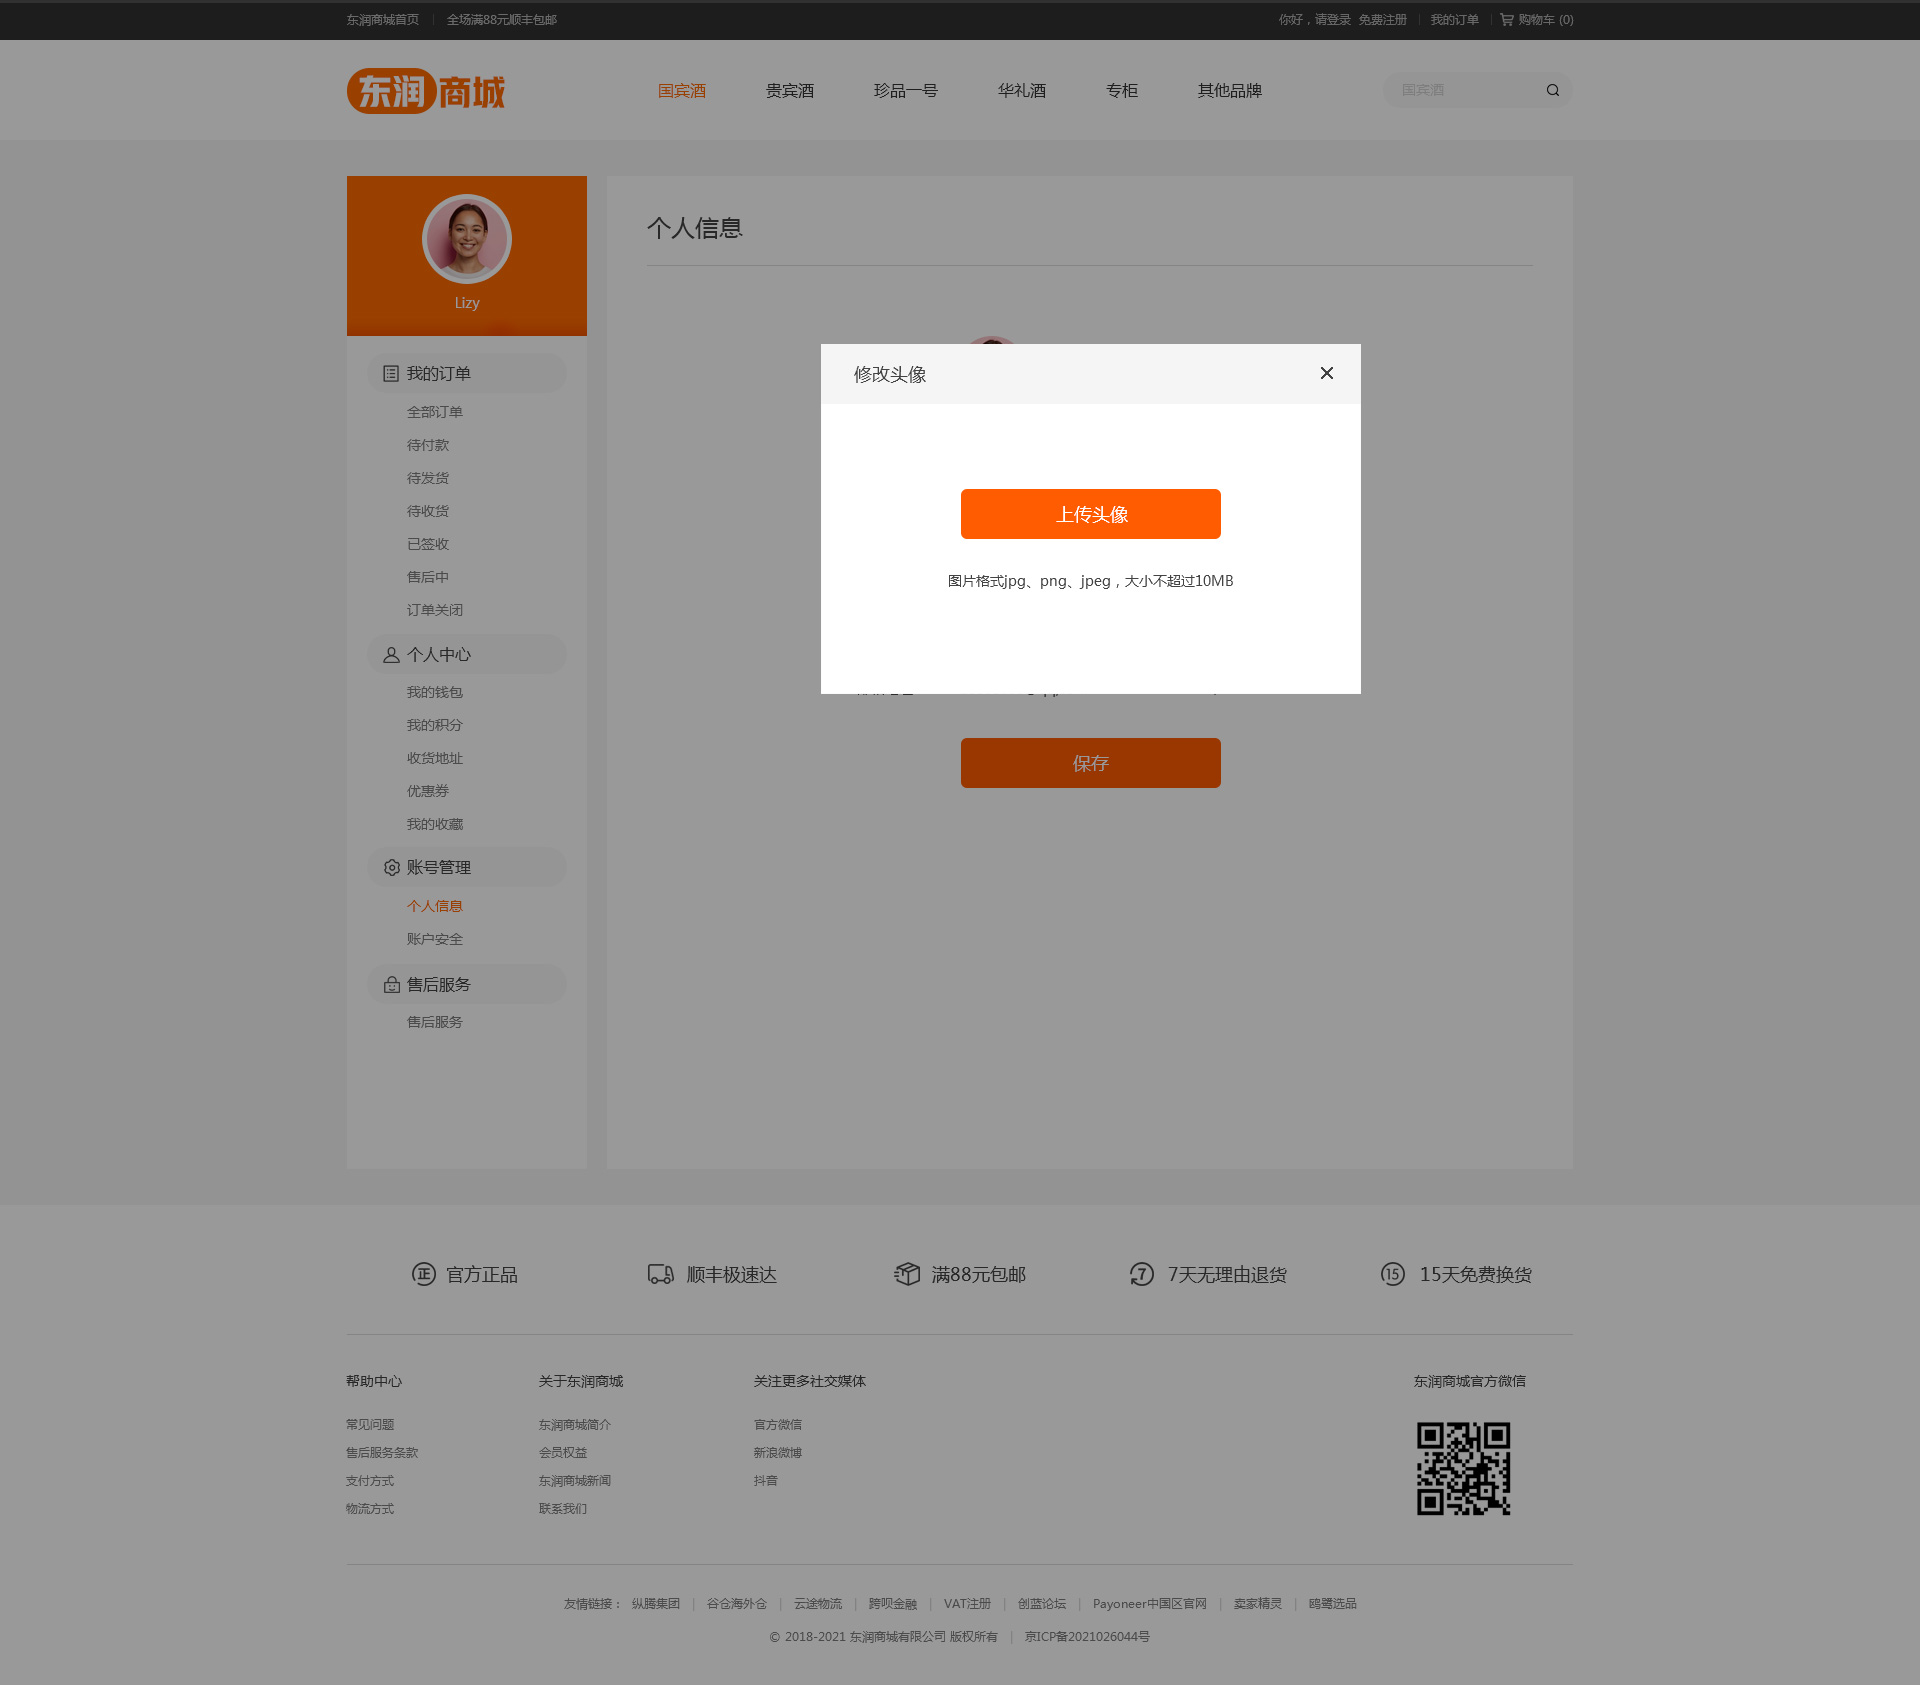 东润商城首页 全场满88元顺丰包邮 你好，请登录 免费注册 我的订单 购物车 (0)
东润商城 国宾酒 贵宾酒 珍品一号 华礼酒 专柜 其他品牌 国宾酒
Lizy
我的订单
全部订单
待付款
待发货
待收货
已签收
售后中
订单关闭
个人中心
我的钱包
我的积分
收货地址
优惠券
我的收藏
账号管理
个人信息
账户安全
售后服务
售后服务
个人信息
修改头像
上传头像
图片格式jpg、png、jpeg，大小不超过10MB
保存
正 官方正品 顺丰极速达 满88元包邮 7 7天无理由退货 15 15天免费换货
帮助中心
常见问题
售后服务条款
支付方式
物流方式
关于东润商城
东润商城简介
会员权益
东润商城新闻
联系我们
关注更多社交媒体
官方微信
新浪微博
抖音
东润商城官方微信
友情链接： 纵腾集团 | 谷仓海外仓 | 云途物流 | 跨呗金融 | VAT注册 | 创蓝论坛 | Payoneer中国区官网 | 卖家精灵 | 鸥鹭选品
© 2018-2021 东润商城有限公司 版权所有 | 京ICP备2021026044号